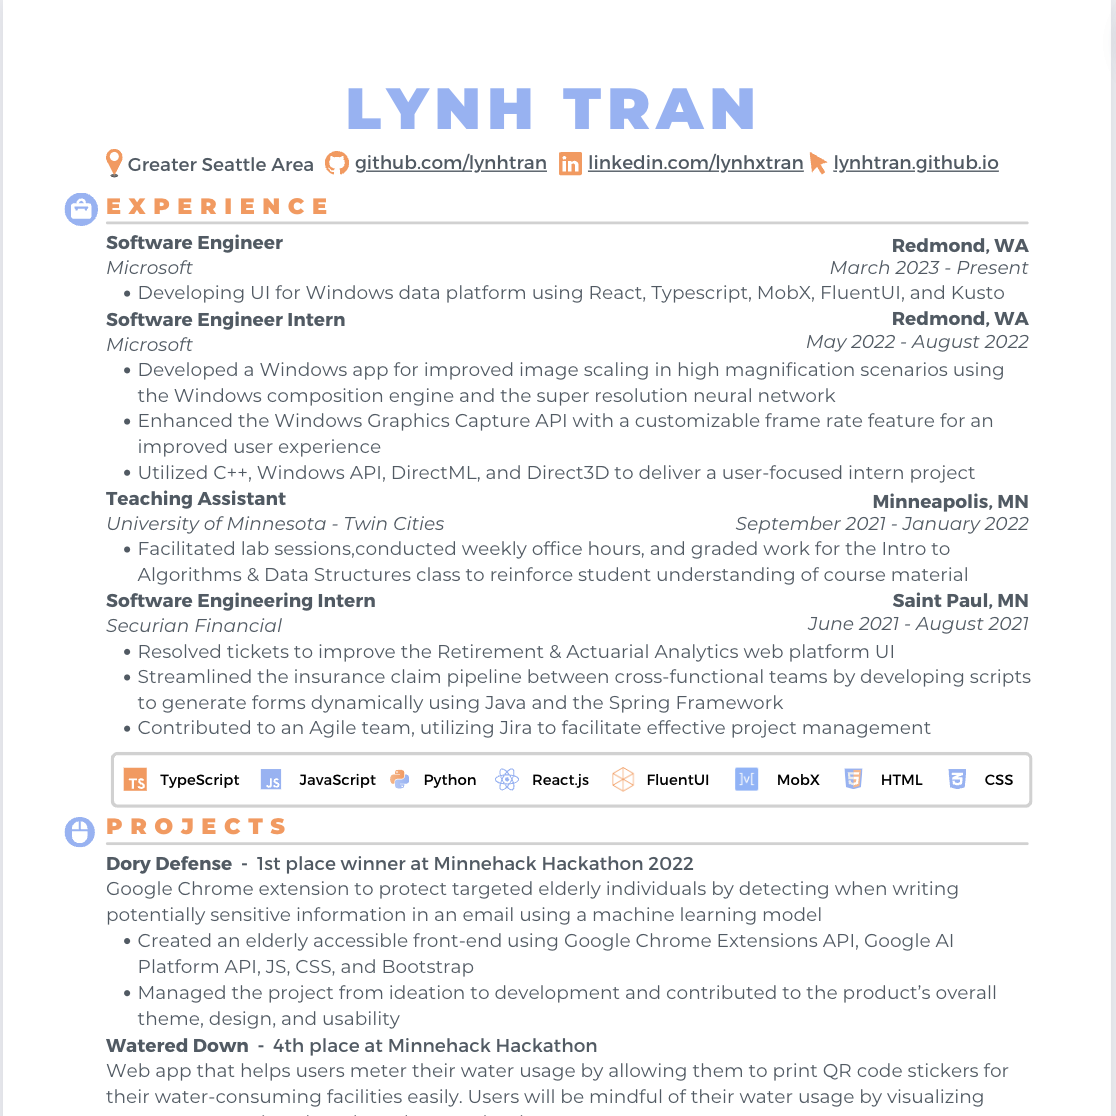 LYNH TRAN
Greater Seattle Area github.com/lynhtran linkedin.com/lynhxtran lynhtran.github.io
EXPERIENCE
Software Engineer Redmond, WA
Microsoft March 2023 - Present
• Developing UI for Windows data platform using React, Typescript, MobX, FluentUI, and Kusto
Software Engineer Intern Redmond, WA
Microsoft May 2022 - August 2022
• Developed a Windows app for improved image scaling in high magnification scenarios using
the Windows composition engine and the super resolution neural network
• Enhanced the Windows Graphics Capture API with a customizable frame rate feature for an
improved user experience
• Utilized C++, Windows API, DirectML, and Direct3D to deliver a user-focused intern project
Teaching Assistant Minneapolis, MN
University of Minnesota - Twin Cities September 2021 - January 2022
• Facilitated lab sessions,conducted weekly office hours, and graded work for the Intro to
Algorithms & Data Structures class to reinforce student understanding of course material
Software Engineering Intern Saint Paul, MN
Securian Financial June 2021 - August 2021
• Resolved tickets to improve the Retirement & Actuarial Analytics web platform UI
• Streamlined the insurance claim pipeline between cross-functional teams by developing scripts
to generate forms dynamically using Java and the Spring Framework
• Contributed to an Agile team, utilizing Jira to facilitate effective project management
TS TypeScript JS JavaScript Python React.js FluentUI MobX HTML CSS
PROJECTS
Dory Defense - 1st place winner at Minnehack Hackathon 2022
Google Chrome extension to protect targeted elderly individuals by detecting when writing
potentially sensitive information in an email using a machine learning model
• Created an elderly accessible front-end using Google Chrome Extensions API, Google AI
Platform API, JS, CSS, and Bootstrap
• Managed the project from ideation to development and contributed to the product's overall
theme, design, and usability
Watered Down - 4th place at Minnehack Hackathon
Web app that helps users meter their water usage by allowing them to print QR code stickers for
their water-consuming facilities easily. Users will be mindful of their water usage by visualizing